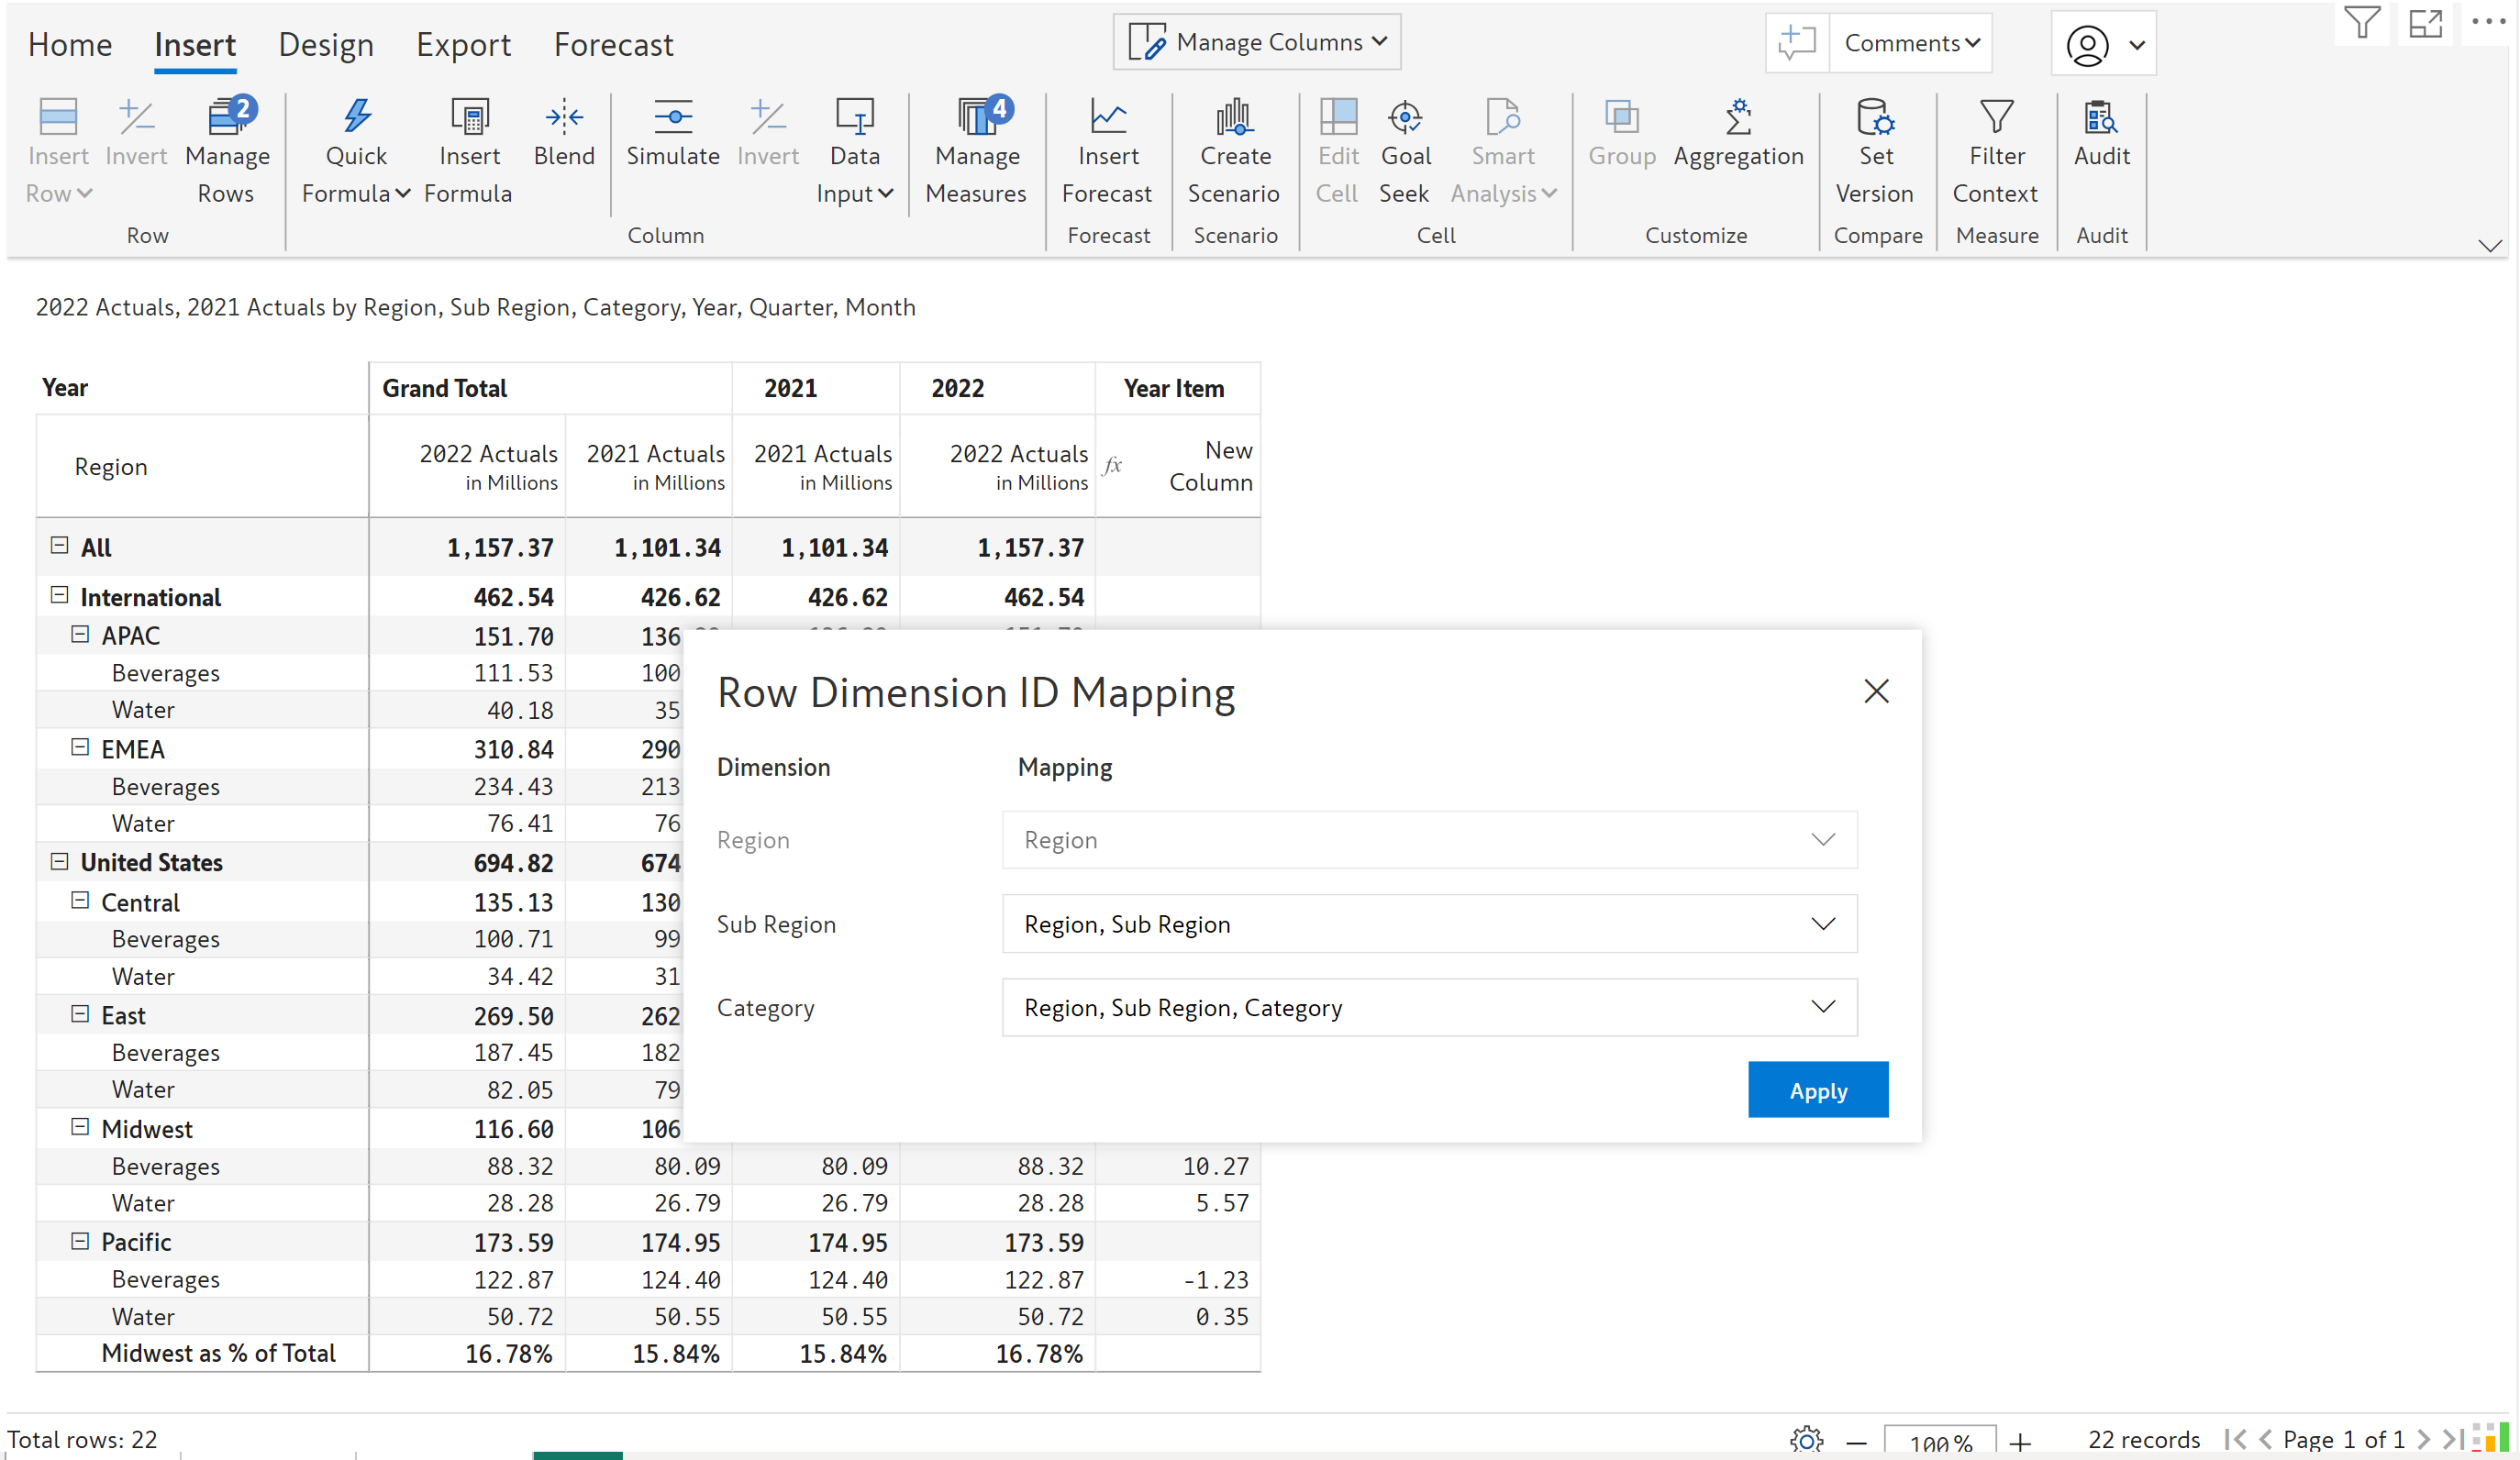 Home Insert Design Export Forecast Manage Columns Comments
2 4
Insert Invert Manage Quick Insert Blend Simulate Invert Data Manage Insert Create Edit Goal Smart Group Aggregation Set Filter Audit
Row Rows Formula Formula Input Measures Forecast Scenario Cell Seek Analysis Version Context
Row Column Forecast Scenario Cell Customize Compare Measure Audit
2022 Actuals, 2021 Actuals by Region, Sub Region, Category, Year, Quarter, Month
Year Grand Total 2021 2022 Year Item
Region 2022 Actuals 2021 Actuals 2021 Actuals 2022 Actuals fx New
in Millions in Millions in Millions in Millions Column
All 1,157.37 1,101.34 1,101.34 1,157.37
International 462.54 426.62 426.62 462.54
APAC 151.70 136
Beverages 111.53 100
Water 40.18 35
EMEA 310.84 290
Beverages 234.43 213
Water 76.41 76
United States 694.82 674
Central 135.13 130
Beverages 100.71 99
Water 34.42 31
East 269.50 262
Beverages 187.45 182
Water 82.05 79
Midwest 116.60 106
Row Dimension ID Mapping
Dimension Mapping
Region Region
Sub Region Region, Sub Region
Category Region, Sub Region, Category
Apply
Beverages 88.32 80.09 80.09 88.32 10.27
Water 28.28 26.79 26.79 28.28 5.57
Pacific 173.59 174.95 174.95 173.59
Beverages 122.87 124.40 124.40 122.87 -1.23
Water 50.72 50.55 50.55 50.72 0.35
Midwest as % of Total 16.78% 15.84% 15.84% 16.78%
Total rows: 22 100% 22 records Page 1 of 1